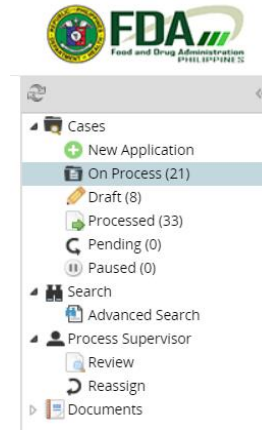 FDA
Food and Drug Administration
PHILIPPINES
Cases
New Application
On Process (21)
Draft (8)
Processed (33)
Pending (0)
Paused (0)
Search
Advanced Search
Process Supervisor
Review
Reassign
Documents